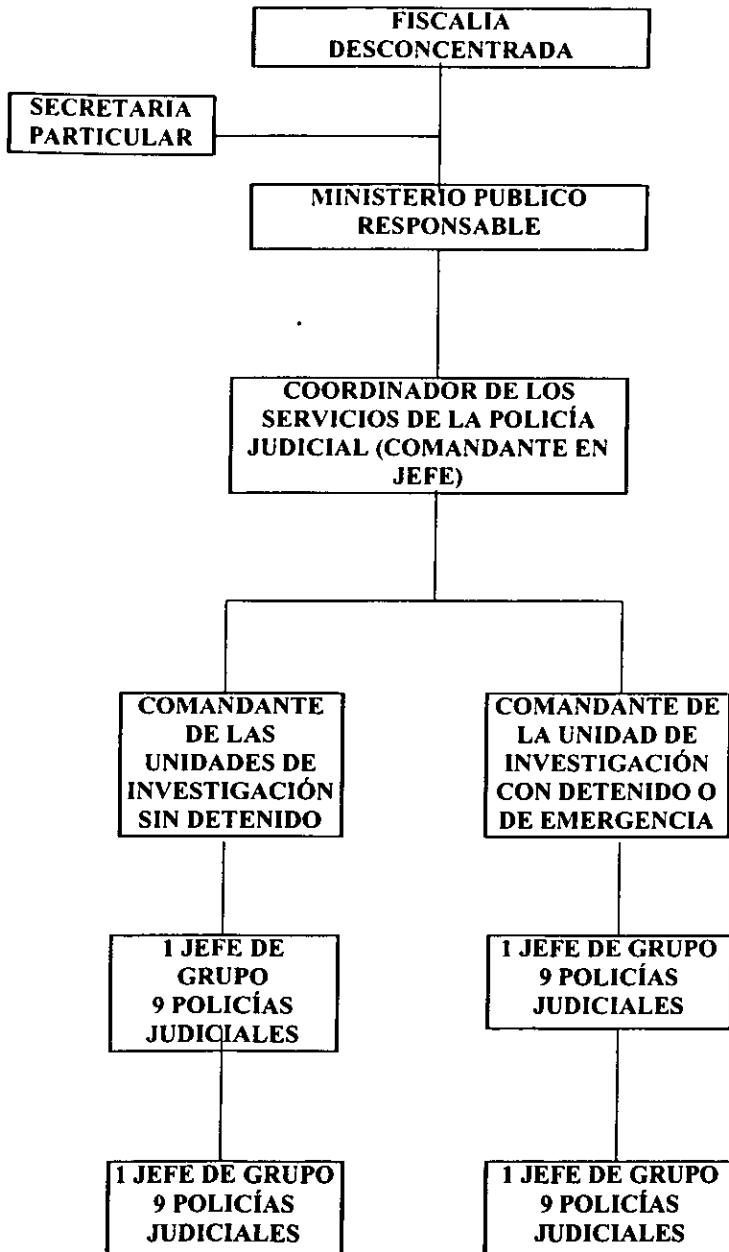 FISCALIA
DESCONCENTRADA
SECRETARIA
PARTICULAR
MINISTERIO PUBLICO
RESPONSABLE
COORDINADOR DE LOS
SERVICIOS DE LA POLICÍA
JUDICIAL (COMANDANTE EN
JEFE)
COMANDANTE
DE LAS
UNIDADES DE
INVESTIGACIÓN
SIN DETENIDO
COMANDANTE DE
LA UNIDAD DE
INVESTIGACIÓN
CON DETENIDO O
DE EMERGENCIA
1 JEFE DE
GRUPO
9 POLICÍAS
JUDICIALES
1 JEFE DE GRUPO
9 POLICÍAS
JUDICIALES
1 JEFE DE GRUPO
9 POLICÍAS
JUDICIALES
1 JEFE DE GRUPO
9 POLICÍAS
JUDICIALES